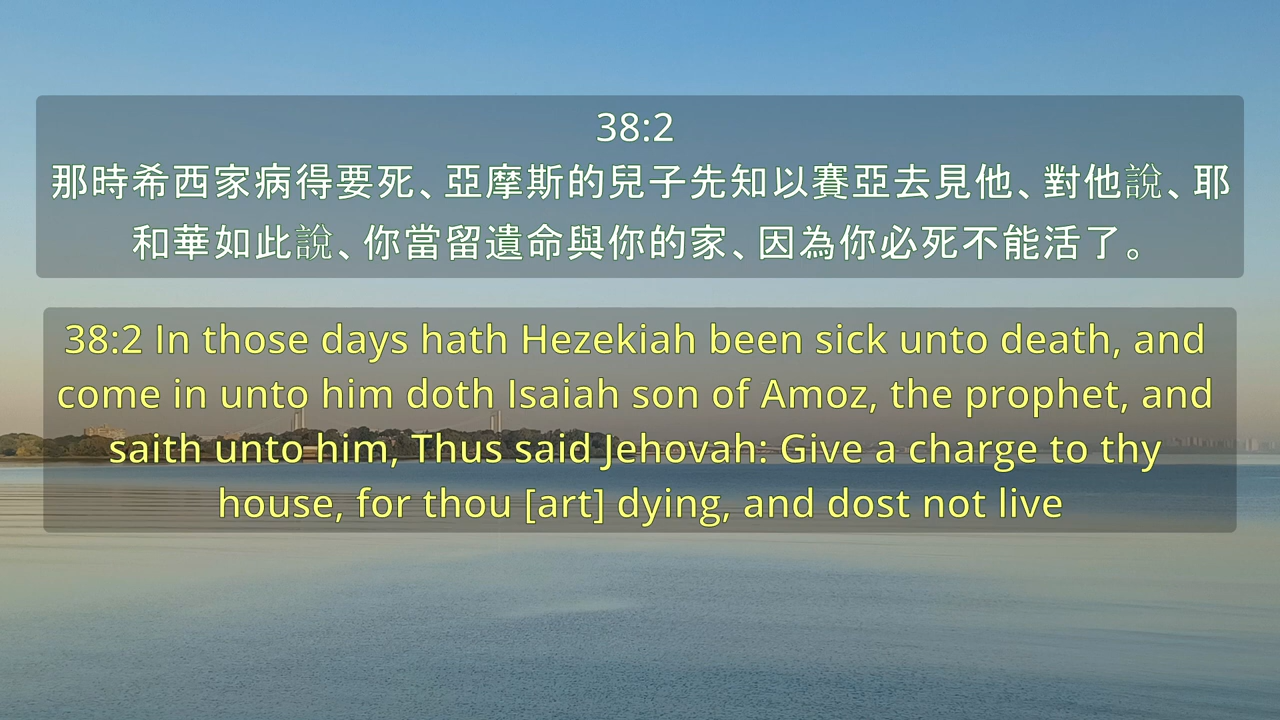 38:2
那時希西家病得要死、亞摩斯的兒子先知以賽亞去見他、對他說、耶
和華如此說、你當留遺命與你的家、因為你必死不能活了。
38:2 In those days hath Hezekiah been sick unto death, and
come in unto him doth Isaiah son of Amoz, the prophet, and
saith unto him, Thus said Jehovah: Give a charge to thy
house, for thou [art] dying, and dost not live